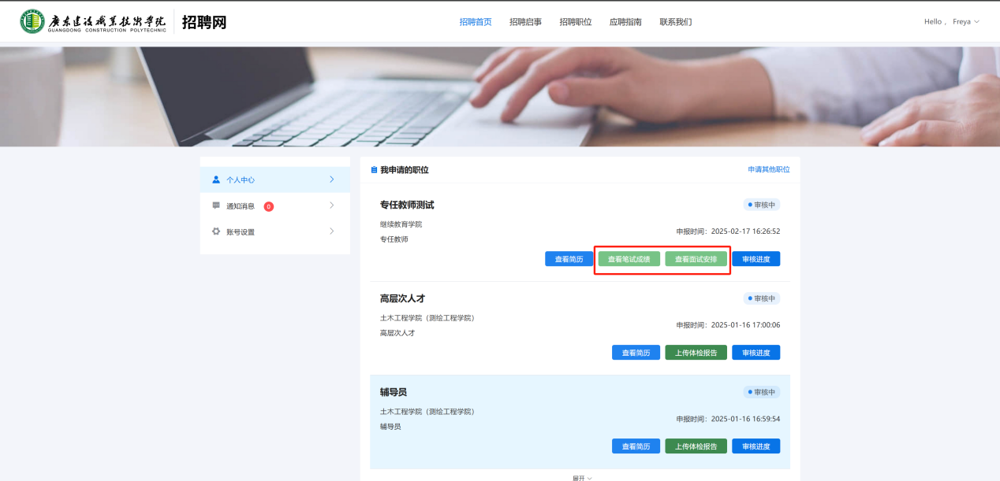 广东建设职业技术学院
GUANGDONG CONSTRUCTION POLYTECHNIC
招聘网
招聘首页 招聘启事 招聘职位 应聘指南 联系我们
Hello， Freya
个人中心
通知消息 0
账号设置
我申请的职位 申请其他职位
专任教师测试 审核中
继续教育学院
专任教师 申报时间：2025-02-17 16:26:52
查看简历 查看笔试成绩 查看面试安排 审核进度
高层次人才 审核中
土木工程学院（测绘工程学院）
高层次人才 申报时间：2025-01-16 17:00:06
查看简历 上传体检报告 审核进度
辅导员 审核中
土木工程学院（测绘工程学院）
辅导员 申报时间：2025-01-16 16:59:54
查看简历 上传体检报告 审核进度
展开